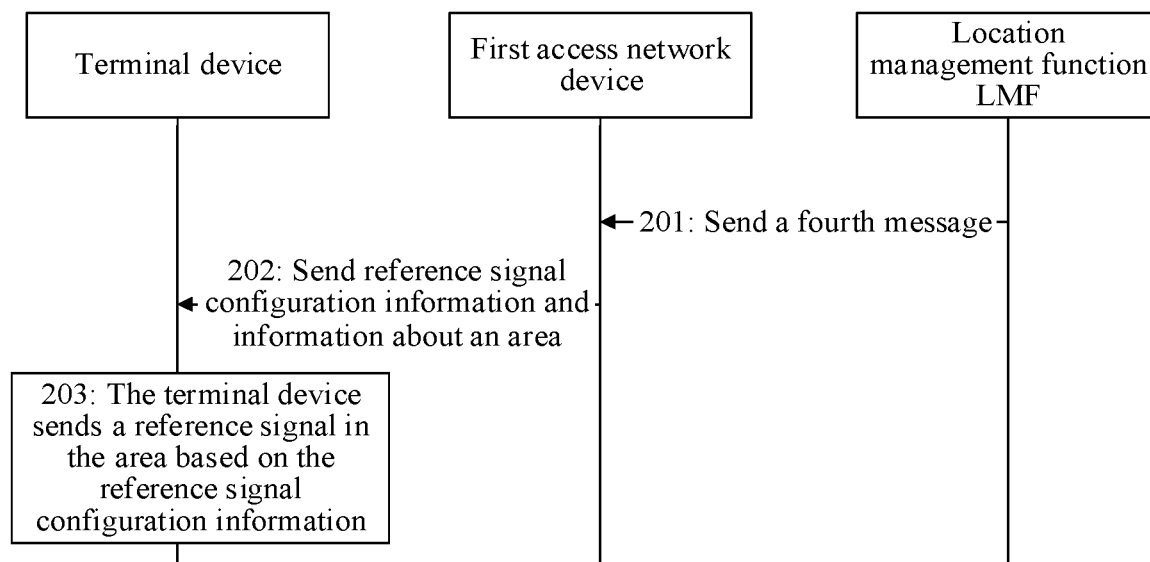 Terminal device
First access network
device
Location
management function
LMF
201: Send a fourth message
202: Send reference signal
configuration information and
information about an area
203: The terminal device
sends a reference signal in
the area based on the
reference signal
configuration information